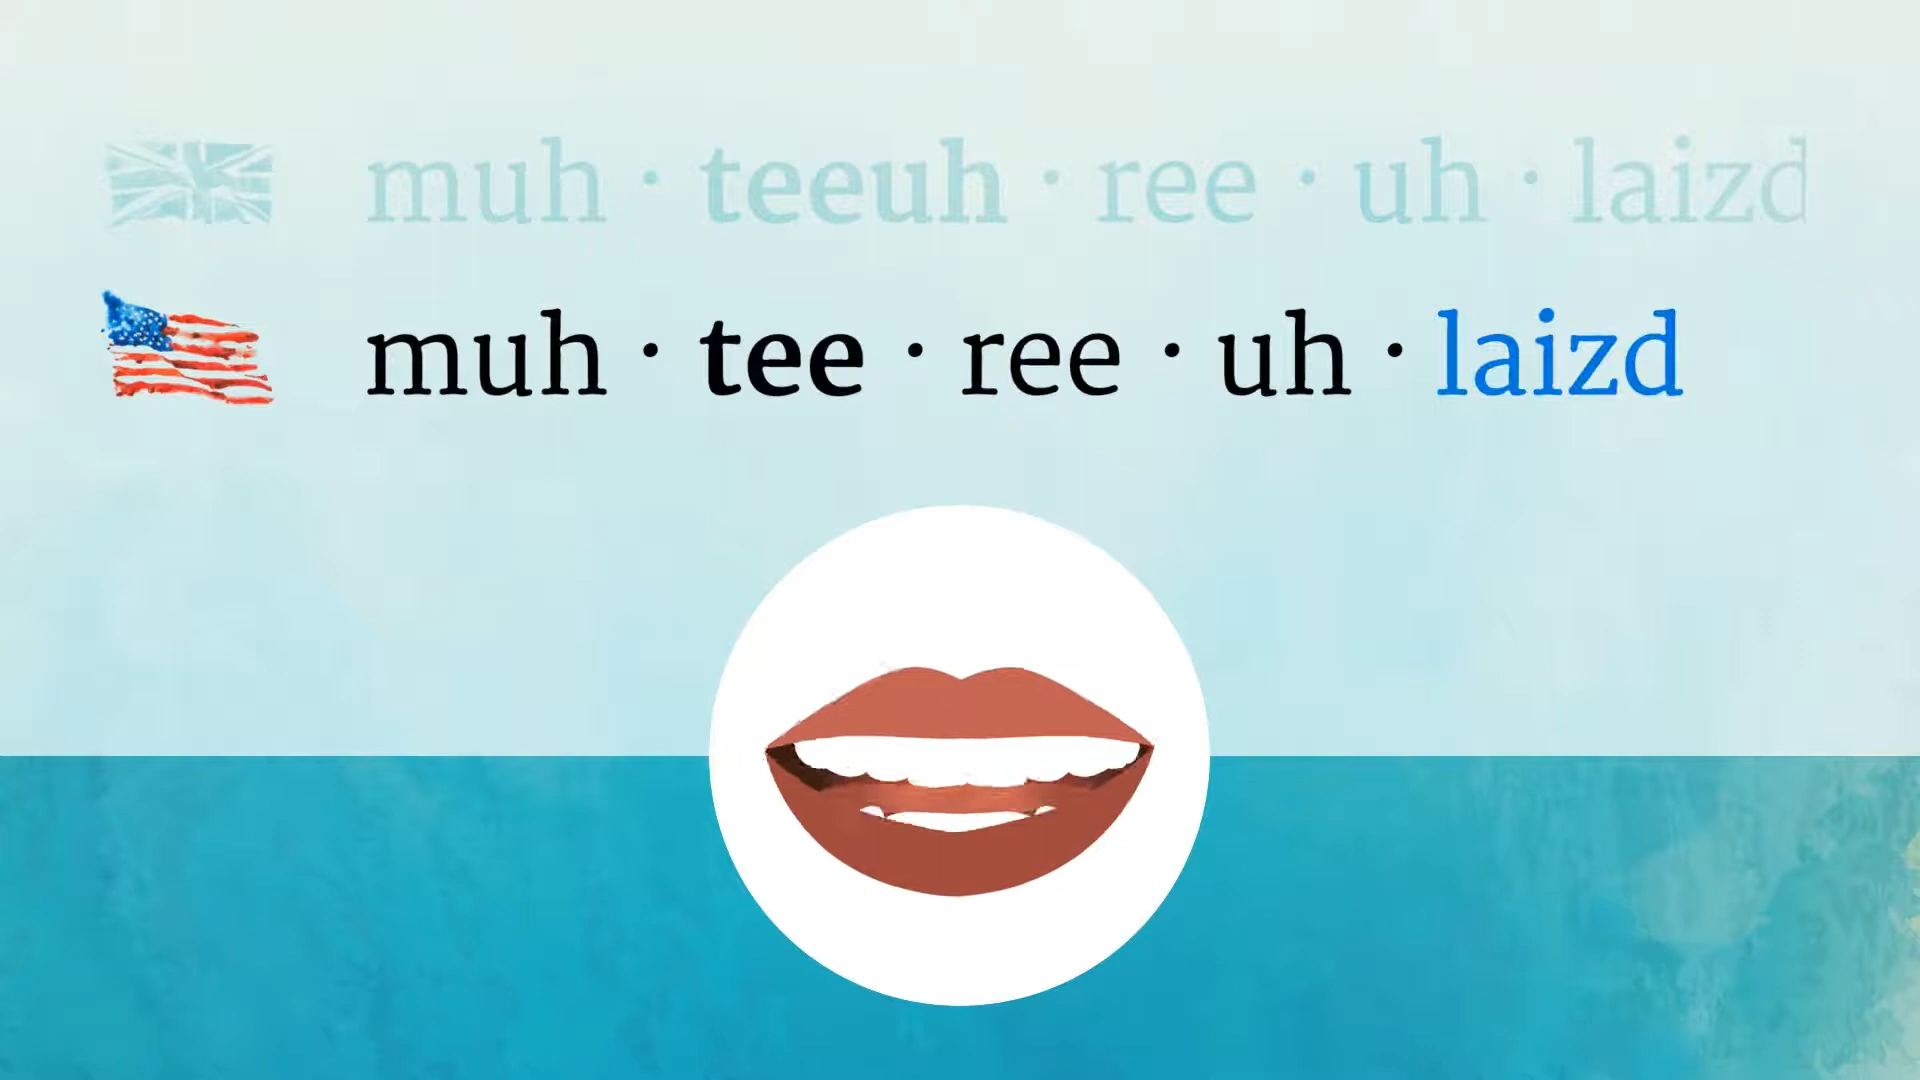 muh · teeuh · ree · uh · laizd
muh · tee · ree · uh · laizd